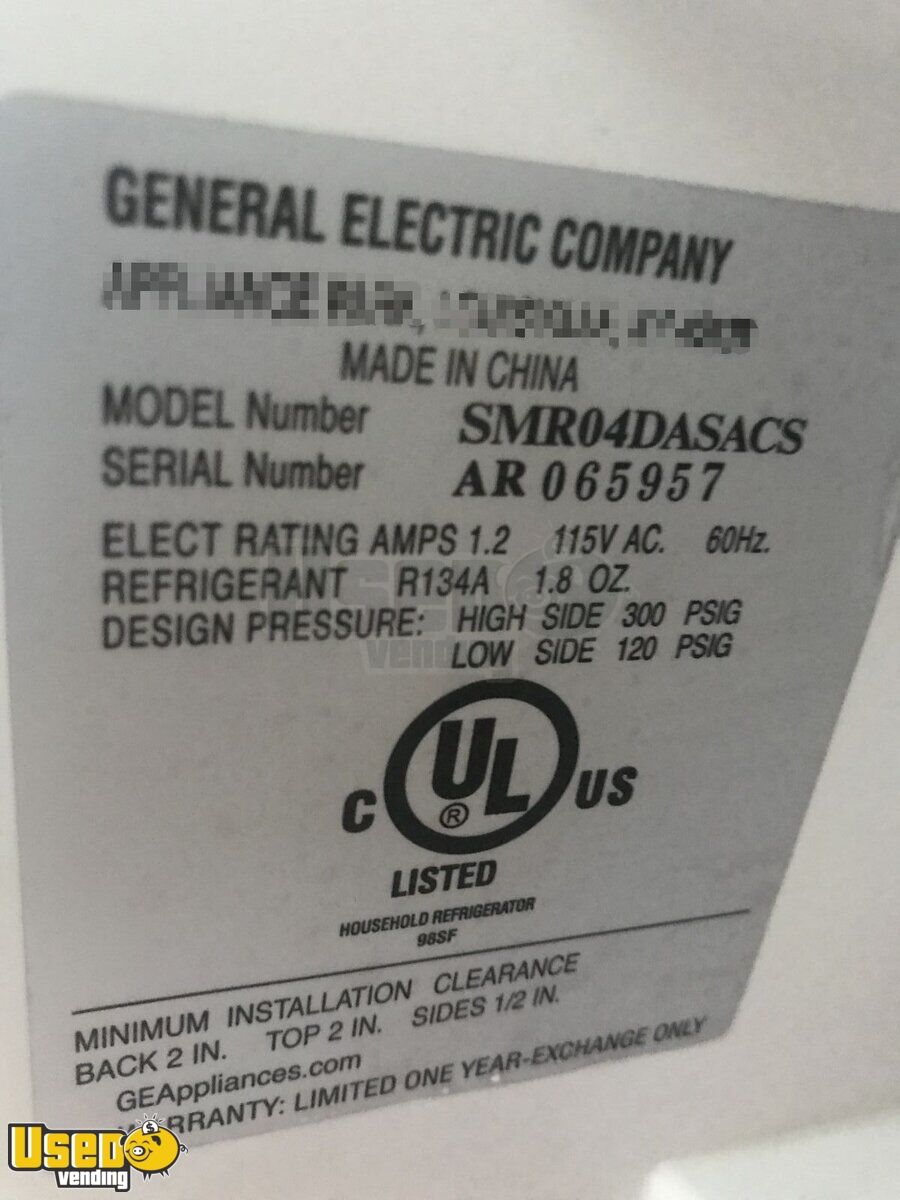 GENERAL ELECTRIC COMPANY
APPLIANCE PARK,
MADE IN CHINA
MODEL Number SMR04DASACS
SERIAL Number AR 065957
ELECT RATING AMPS 1.2 115V AC. 60Hz.
REFRIGERANT R134A 1.8 OZ.
DESIGN PRESSURE: HIGH SIDE 300 PSIG
LOW SIDE 120 PSIG
C UL ® US
LISTED
HOUSEHOLD REFRIGERATOR
98SF
MINIMUM INSTALLATION CLEARANCE
BACK 2 IN. TOP 2 IN. SIDES 1/2 IN.
GEAppliances.com
WARRANTY: LIMITED ONE YEAR-EXCHANGE ONLY
Used vending